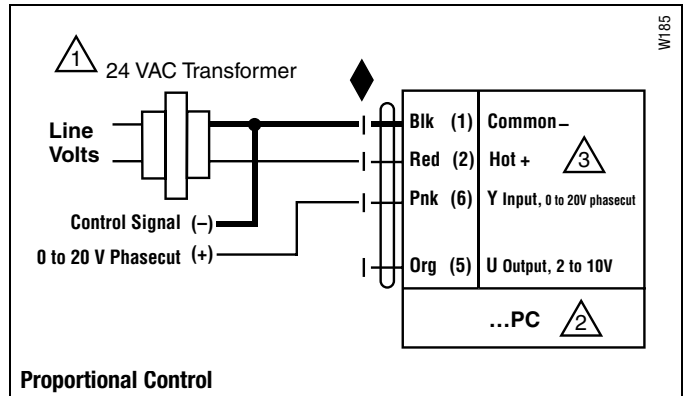 W185
1
24 VAC Transformer
Line
Volts
Blk (1) Common –
Red (2) Hot + 3
Pnk (6) Y Input, 0 to 20V phasecut
Control Signal (–)
0 to 20 V Phasecut (+)
Org (5) U Output, 2 to 10V
...PC 2
Proportional Control